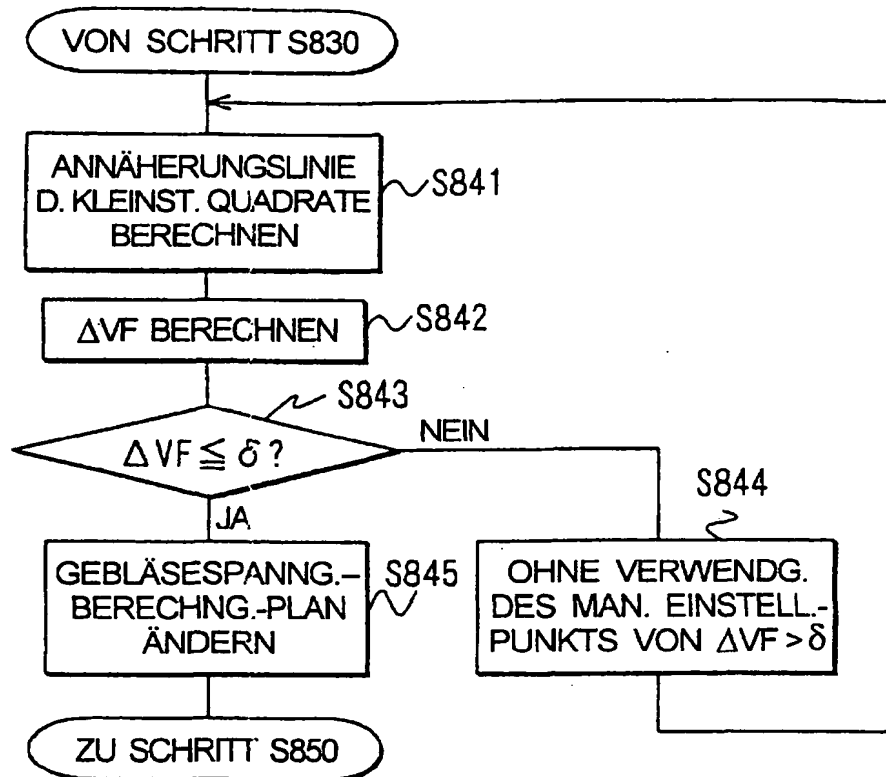 VON SCHRITT S830
ANNÄHERUNGSLINIE
D. KLEINST. QUADRATE
BERECHNEN
S841
ΔVF BERECHNEN
S842
S843
ΔVF ≦ δ ?
NEIN
JA
S844
GEBLÄSESPANNG.–
BERECHNG.-PLAN
ÄNDERN
S845
OHNE VERWENDG.
DES MAN. EINSTELL.-
PUNKTS VON ΔVF > δ
ZU SCHRITT S850